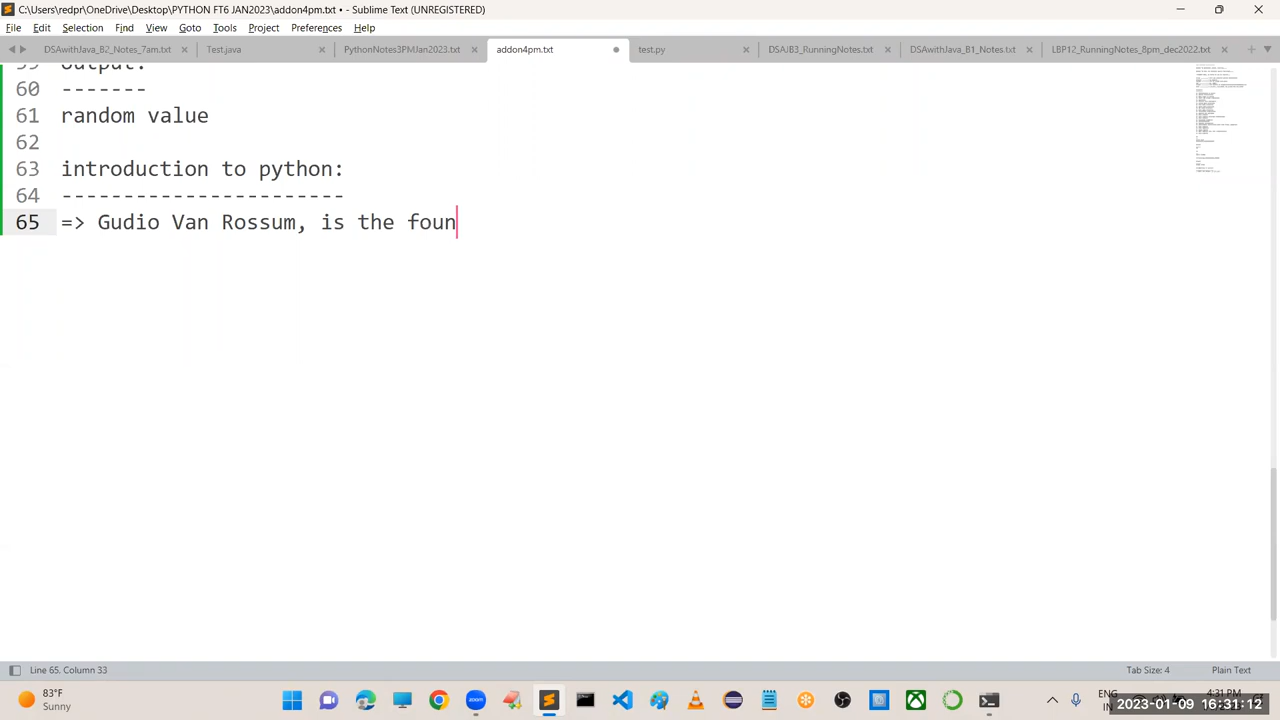 C:\Users\redpr\OneDrive\Desktop\PYTHON FT6 JAN2023\addon4pm.txt • - Sublime Text (UNREGISTERED)
File Edit Selection Find View Goto Tools Project Preferences Help
DSAwithJava_B2_Notes_7am.txt Test.java PythonNotes3PMJan2023.txt addon4pm.txt test.py DSAJB3_RunningNotes.txt DSAwithJava_B1_Notes.txt LBP12_RunningNotes_8pm_dec2022.txt
59 output:
60 -------
61 random value
62
63 introduction to python:
64 -----------------------
65 => Gudio Van Rossum, is the foun
Line 65, Column 33 Tab Size: 4 Plain Text
83°F
Sunny
zoom
ENG
IN
4:31 PM
2023-01-09 16:31:12